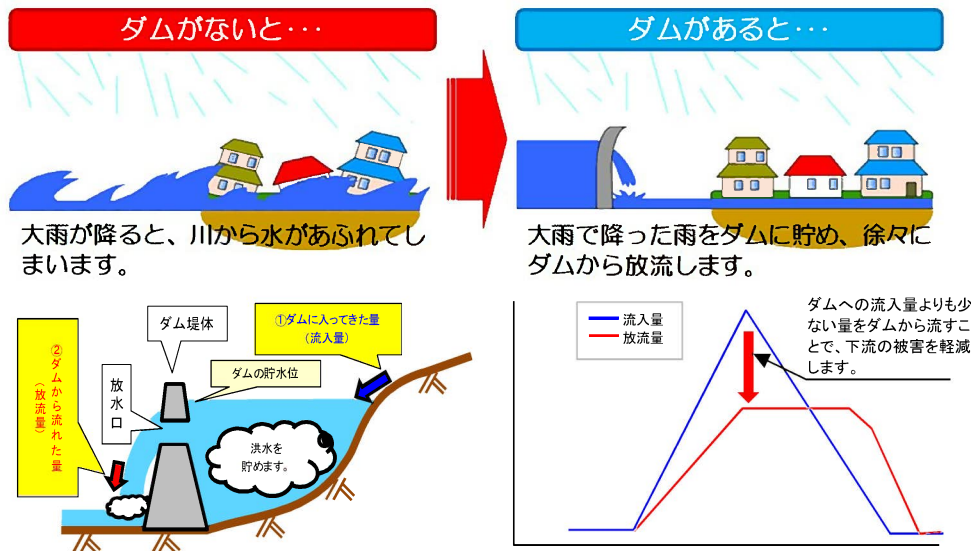 ダムがないと･･･
ダムがあると･･･
大雨が降ると、川から水があふれてし
まいます。
大雨で降った雨をダムに貯め、徐々に
ダムから放流します。
②ダムから流れた量
（放流量）
放水口
ダム堤体
①ダムに入ってきた量
（流入量）
ダムの貯水位
洪水を
貯めます。
流入量
放流量
ダムへの流入量よりも少
ない量をダムから流すこ
とで、下流の被害を軽減
します。